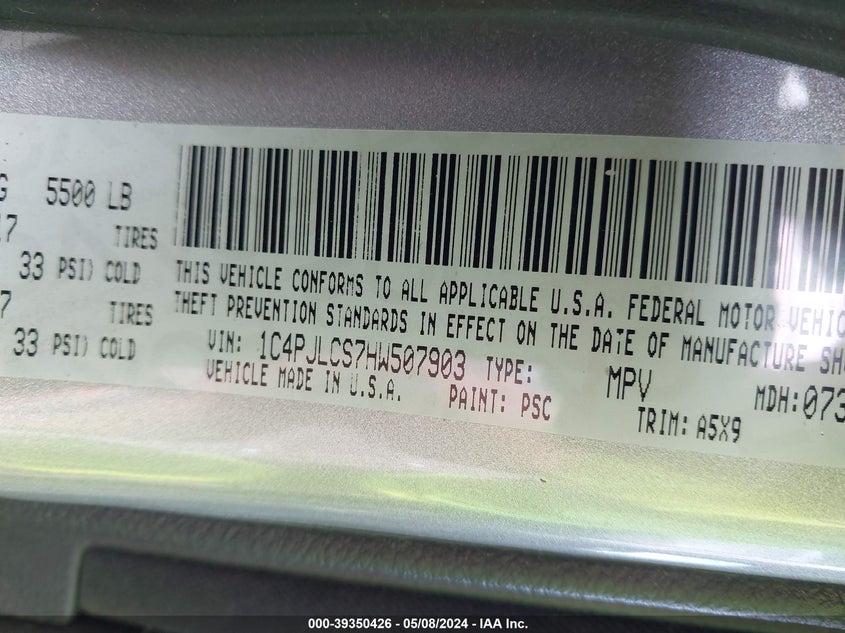 G 5500 LB
17 TIRES
33 PSI) COLD
7 TIRES
33 PSI) COLD
THIS VEHICLE CONFORMS TO ALL APPLICABLE U.S.A. FEDERAL MOTOR VEHIC
THEFT PREVENTION STANDARDS IN EFFECT ON THE DATE OF MANUFACTURE SH
VIN: 1C4PJLCS7HW507903 TYPE: MPV MDH: 073
VEHICLE MADE IN U.S.A. PAINT: PSC TRIM: A5X9
000-39350426 - 05/08/2024 - IAA Inc.